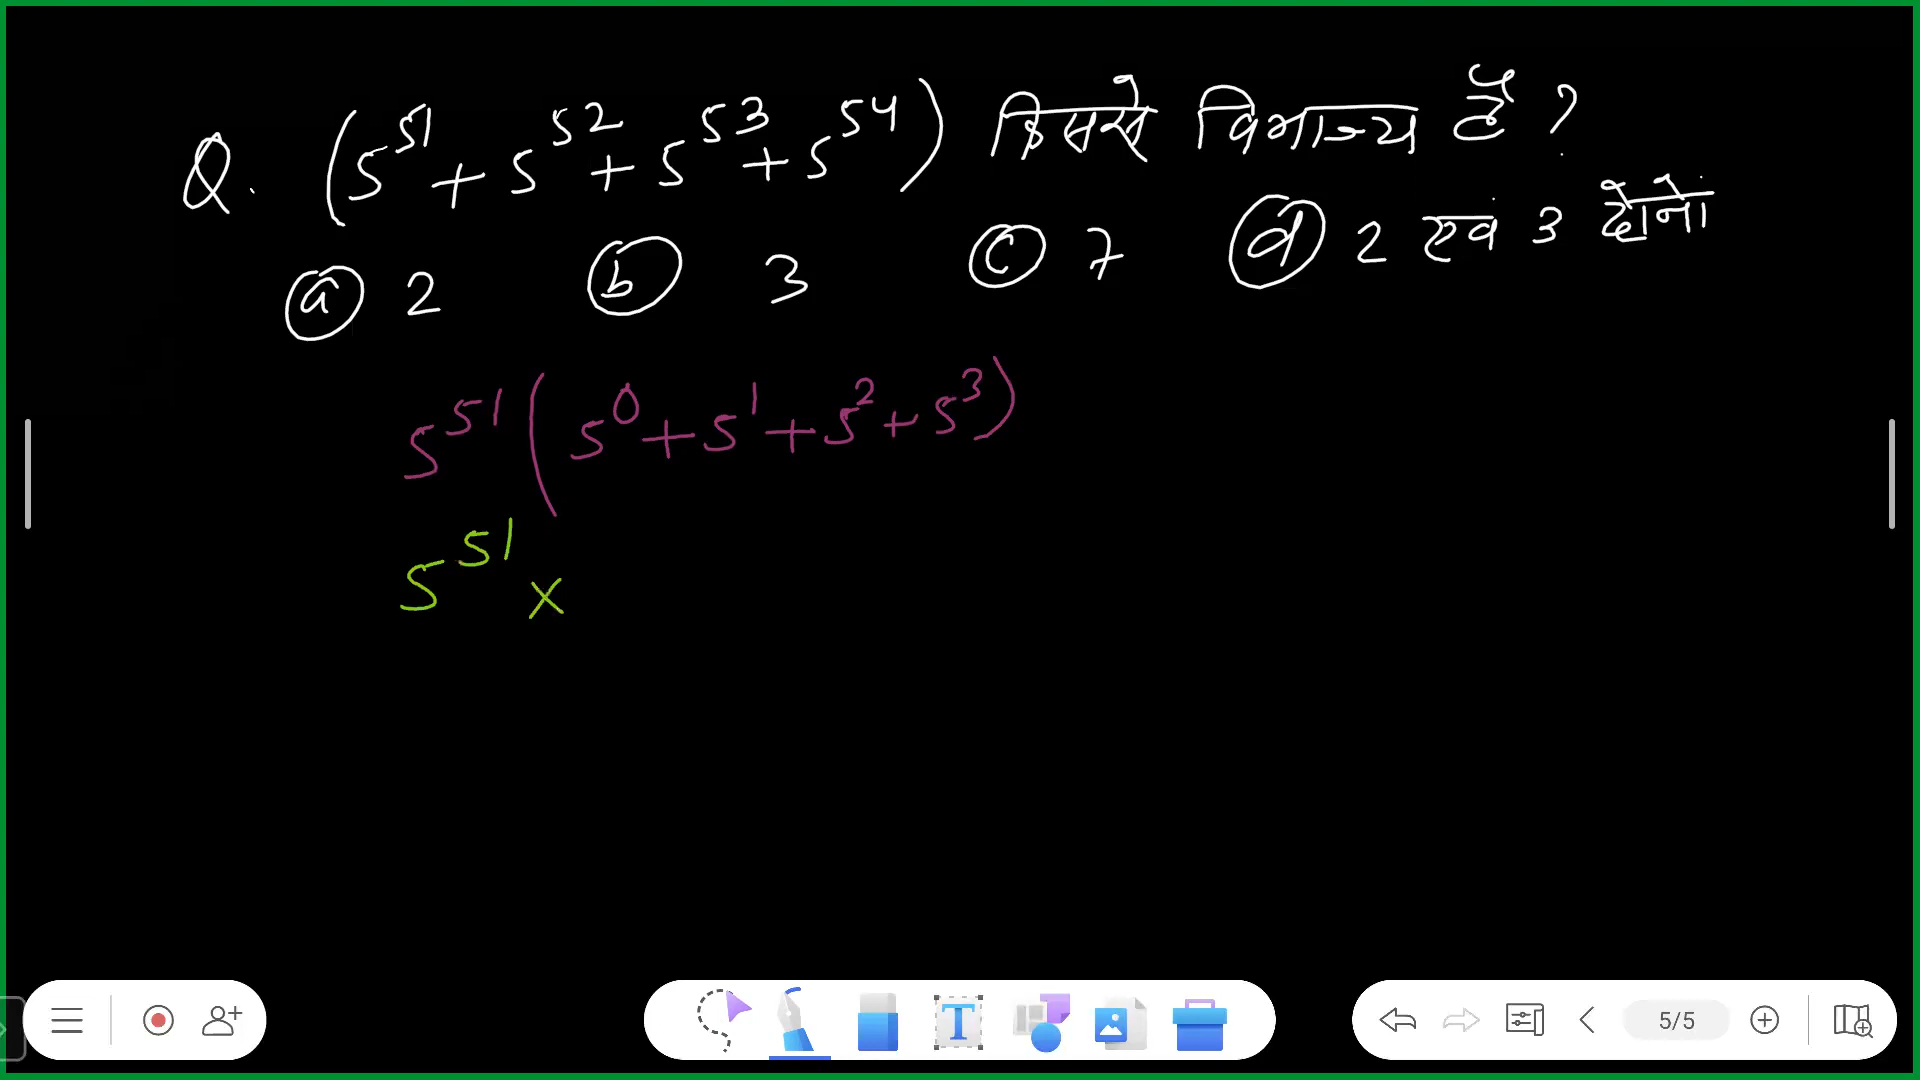 Q. (5^51 + 5^52 + 5^53 + 5^54) किससे विभाज्य है ?
(a) 2 (b) 3 (c) 7 (d) 2 एवं 3 दोनों
5^51 (5^0 + 5^1 + 5^2 + 5^3)
5^51 ×
T 5/5